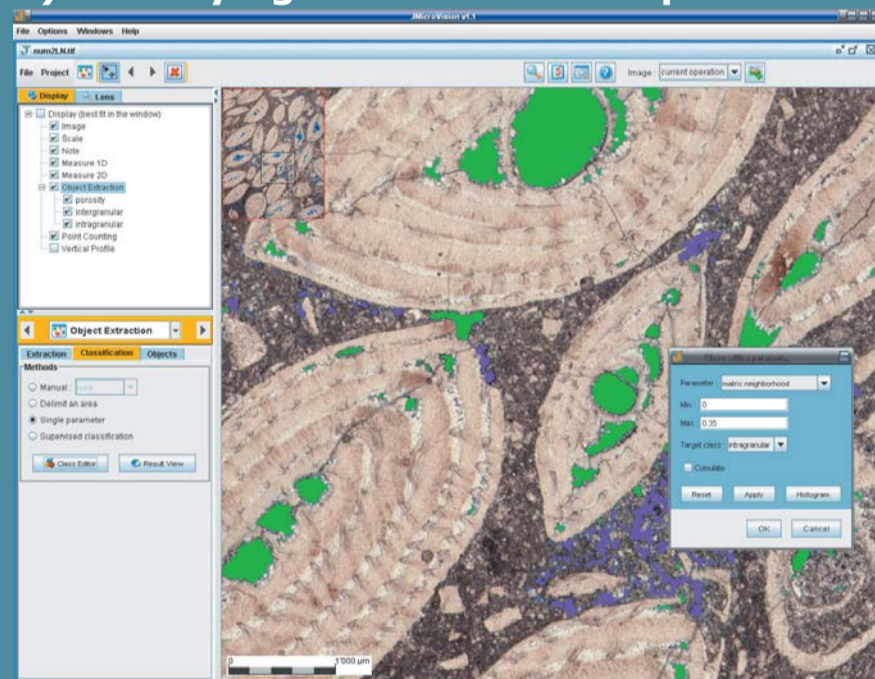 JMicroVision v1.1
File Options Windows Help
num2LN.tif
File Project
Image : current operation
Display Lens
Display (best fit in the window)
Image
Scale
Note
Measure 1D
Measure 2D
Object Extraction
porosity
intergranular
intragranular
Point Counting
Vertical Profile
Object Extraction
Extraction Classification Objects
Methods
Manual :
Delimit an area
Single parameter
Supervised classification
Class Editor Result View
Parameter : matrix neighborhood
Min : 0
Max : 0.35
Target class : intragranular
Cumulate
Reset Apply Histogram
OK Cancel
0 1'000 µm